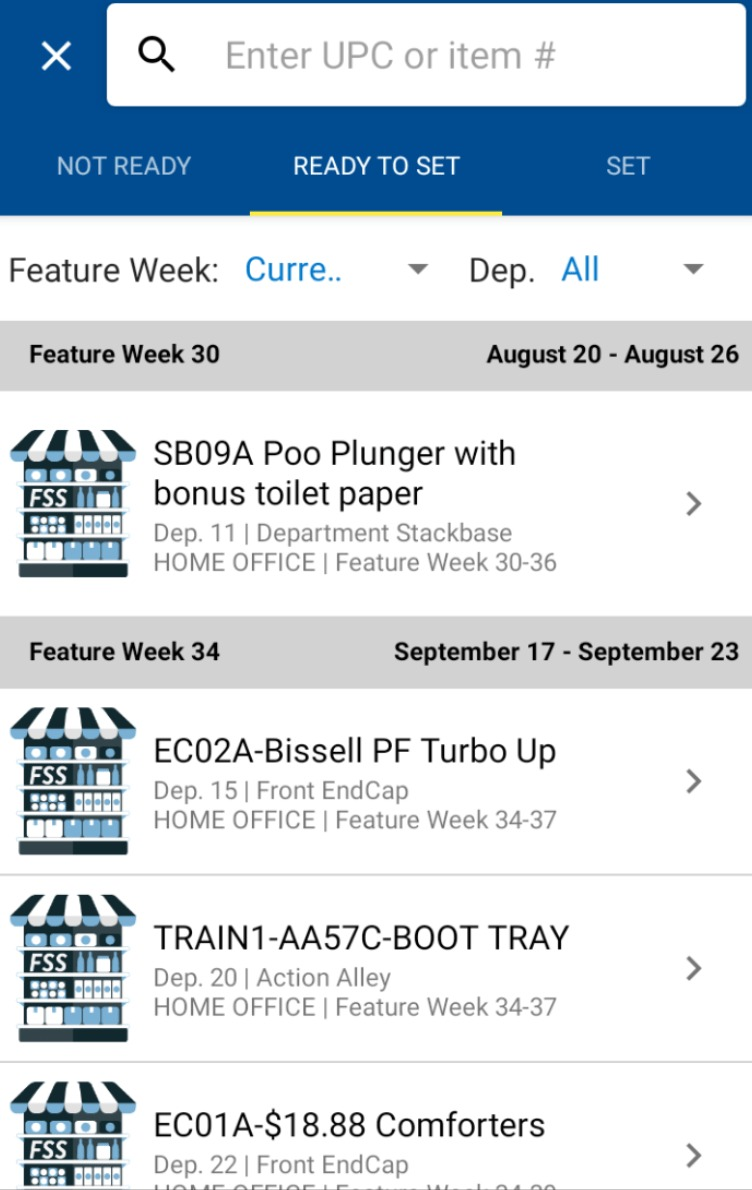 Enter UPC or item #
NOT READY READY TO SET SET
Feature Week: Curre.. Dep. All
Feature Week 30 August 20 - August 26
FSS
SB09A Poo Plunger with
bonus toilet paper
Dep. 11 | Department Stackbase
HOME OFFICE | Feature Week 30-36
Feature Week 34 September 17 - September 23
FSS
EC02A-Bissell PF Turbo Up
Dep. 15 | Front EndCap
HOME OFFICE | Feature Week 34-37
FSS
TRAIN1-AA57C-BOOT TRAY
Dep. 20 | Action Alley
HOME OFFICE | Feature Week 34-37
FSS
EC01A-$18.88 Comforters
Dep. 22 | Front EndCap
HOME OFFICE | Feature Week